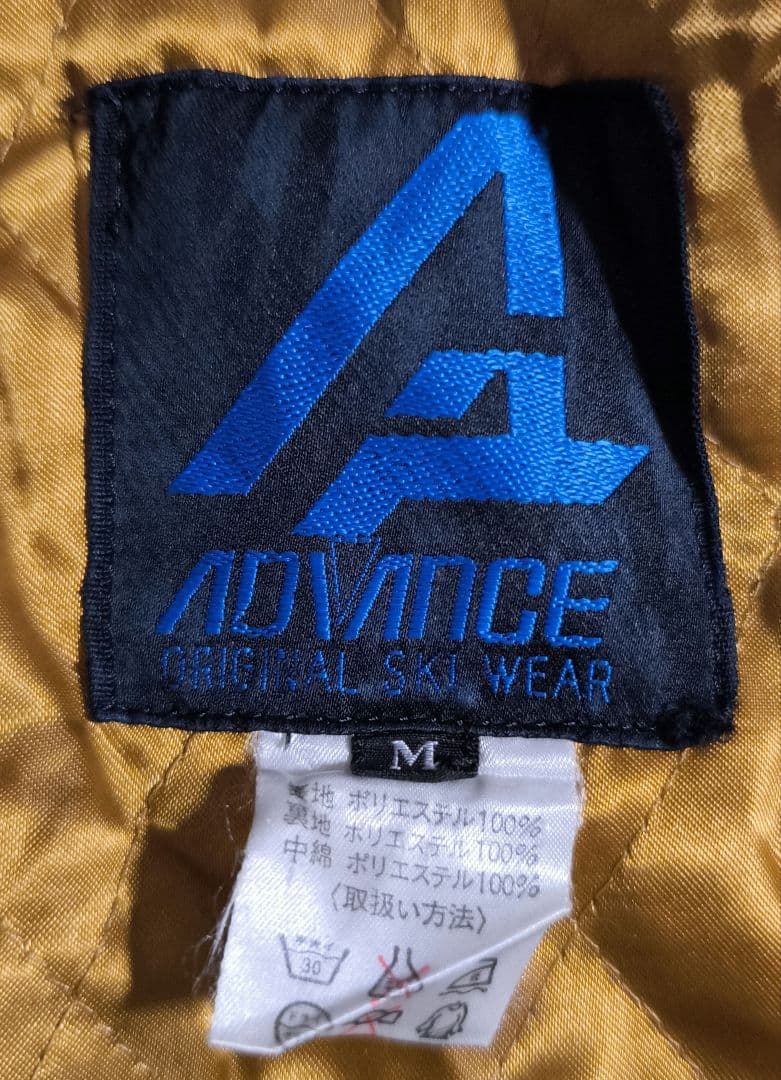 ADVANCE
ORIGINAL SKI WEAR
M
表地 ポリエステル100%
裏地 ポリエステル100%
中綿 ポリエステル100%
〈取扱い方法〉
30